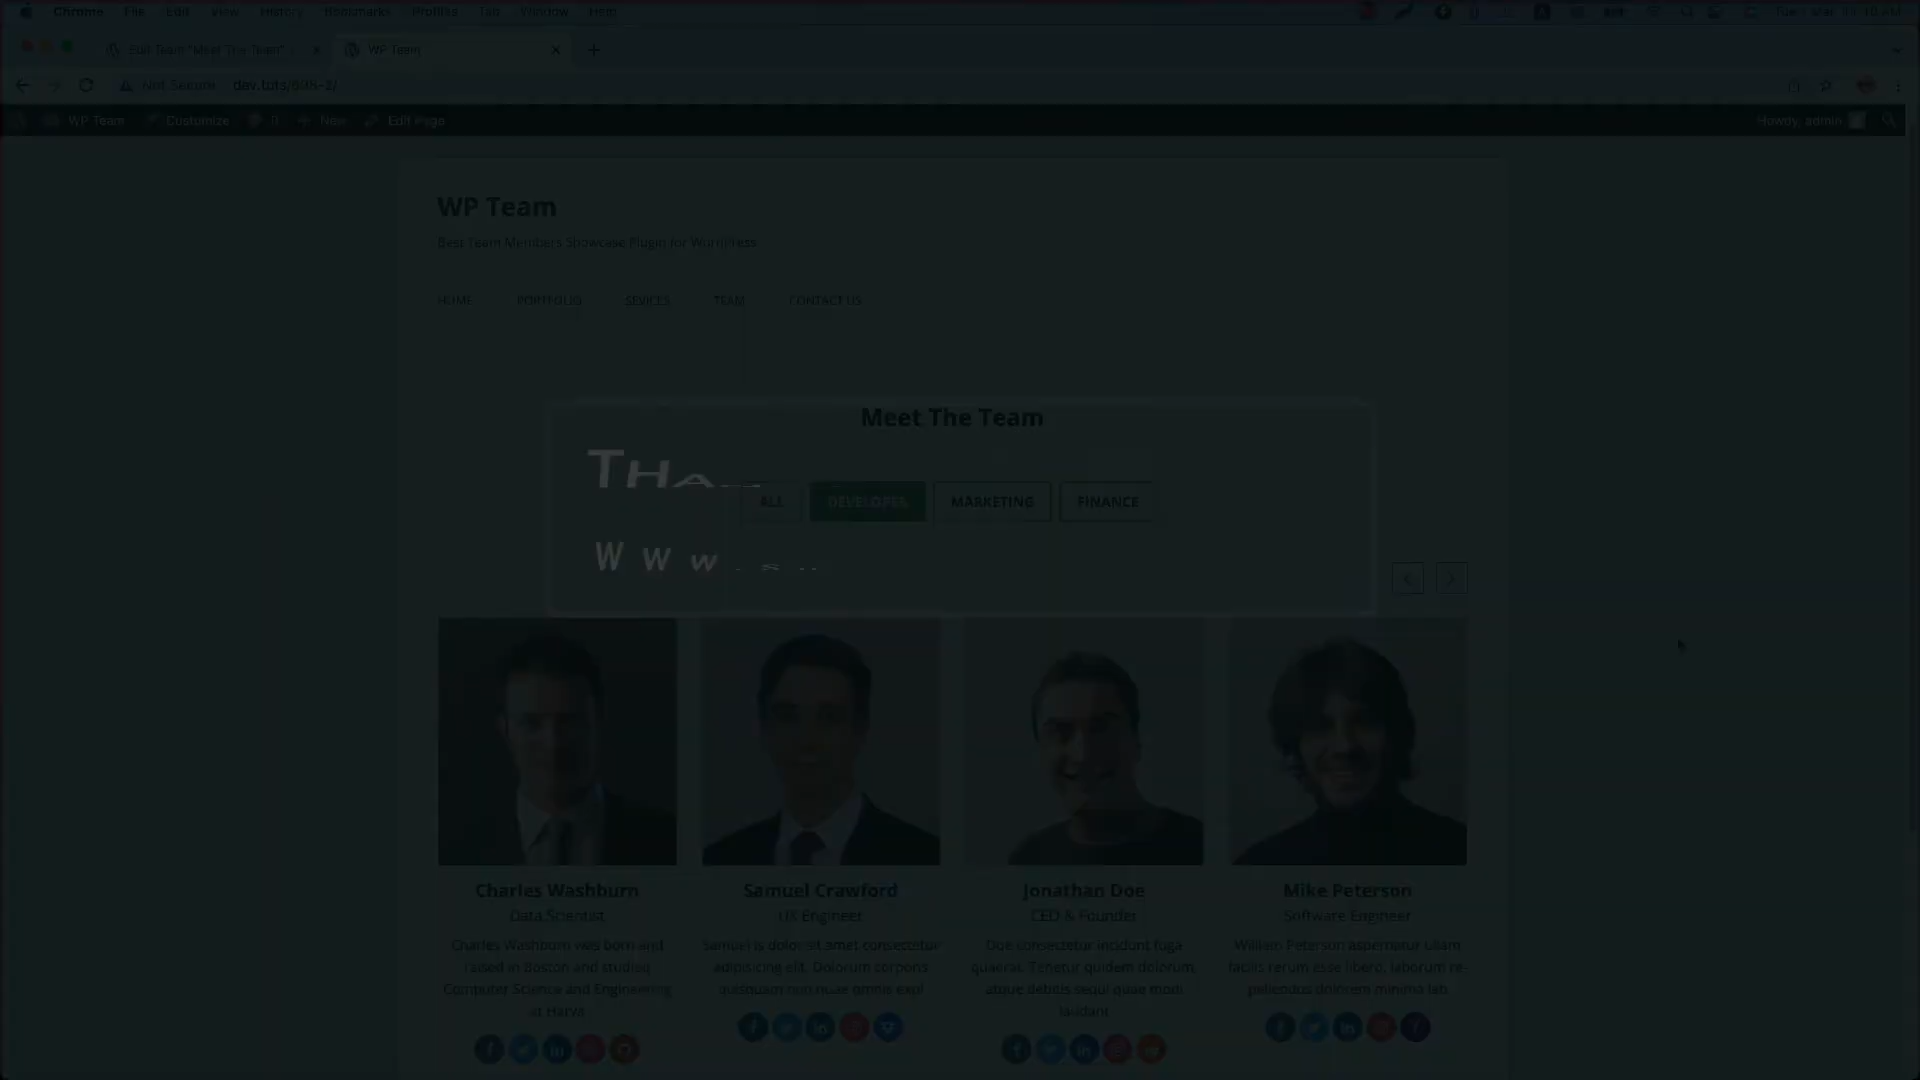 Chrome File Edit View History Bookmarks Profiles Tab Window Help
Edit Team "Meet The Team"
WP Team
Not Secure dev.tuts/
WP Team Customize 0 New Edit Page
Howdy, admin
WP Team
Best Team Members Showcase Plugin for WordPress
HOME PORTFOLIO SEVICES TEAM CONTACT US
Meet The Team
THA
ALL DEVELOPER MARKETING FINANCE
W W W . S
Charles Washburn Samuel Crawford Jonathan Doe Mike Peterson
Data Scientist UX Engineer CEO & Founder Software Engineer
Charles Washburn was born and
raised in Boston and studied
Computer Science and Engineering
at Harva
Samuel is dolor sit amet consectetur
adipisicing elit. Dolorum corporis
quisquam non quae omnis expl
Doe consectetur incidunt fuga
quaerat. Tenetur quidem dolorum,
atque debitis sequi quae modi
laudant
William Peterson aspernatur ullam
facilis rerum esse libero, laborum re-
pellendus dolorem minima lab